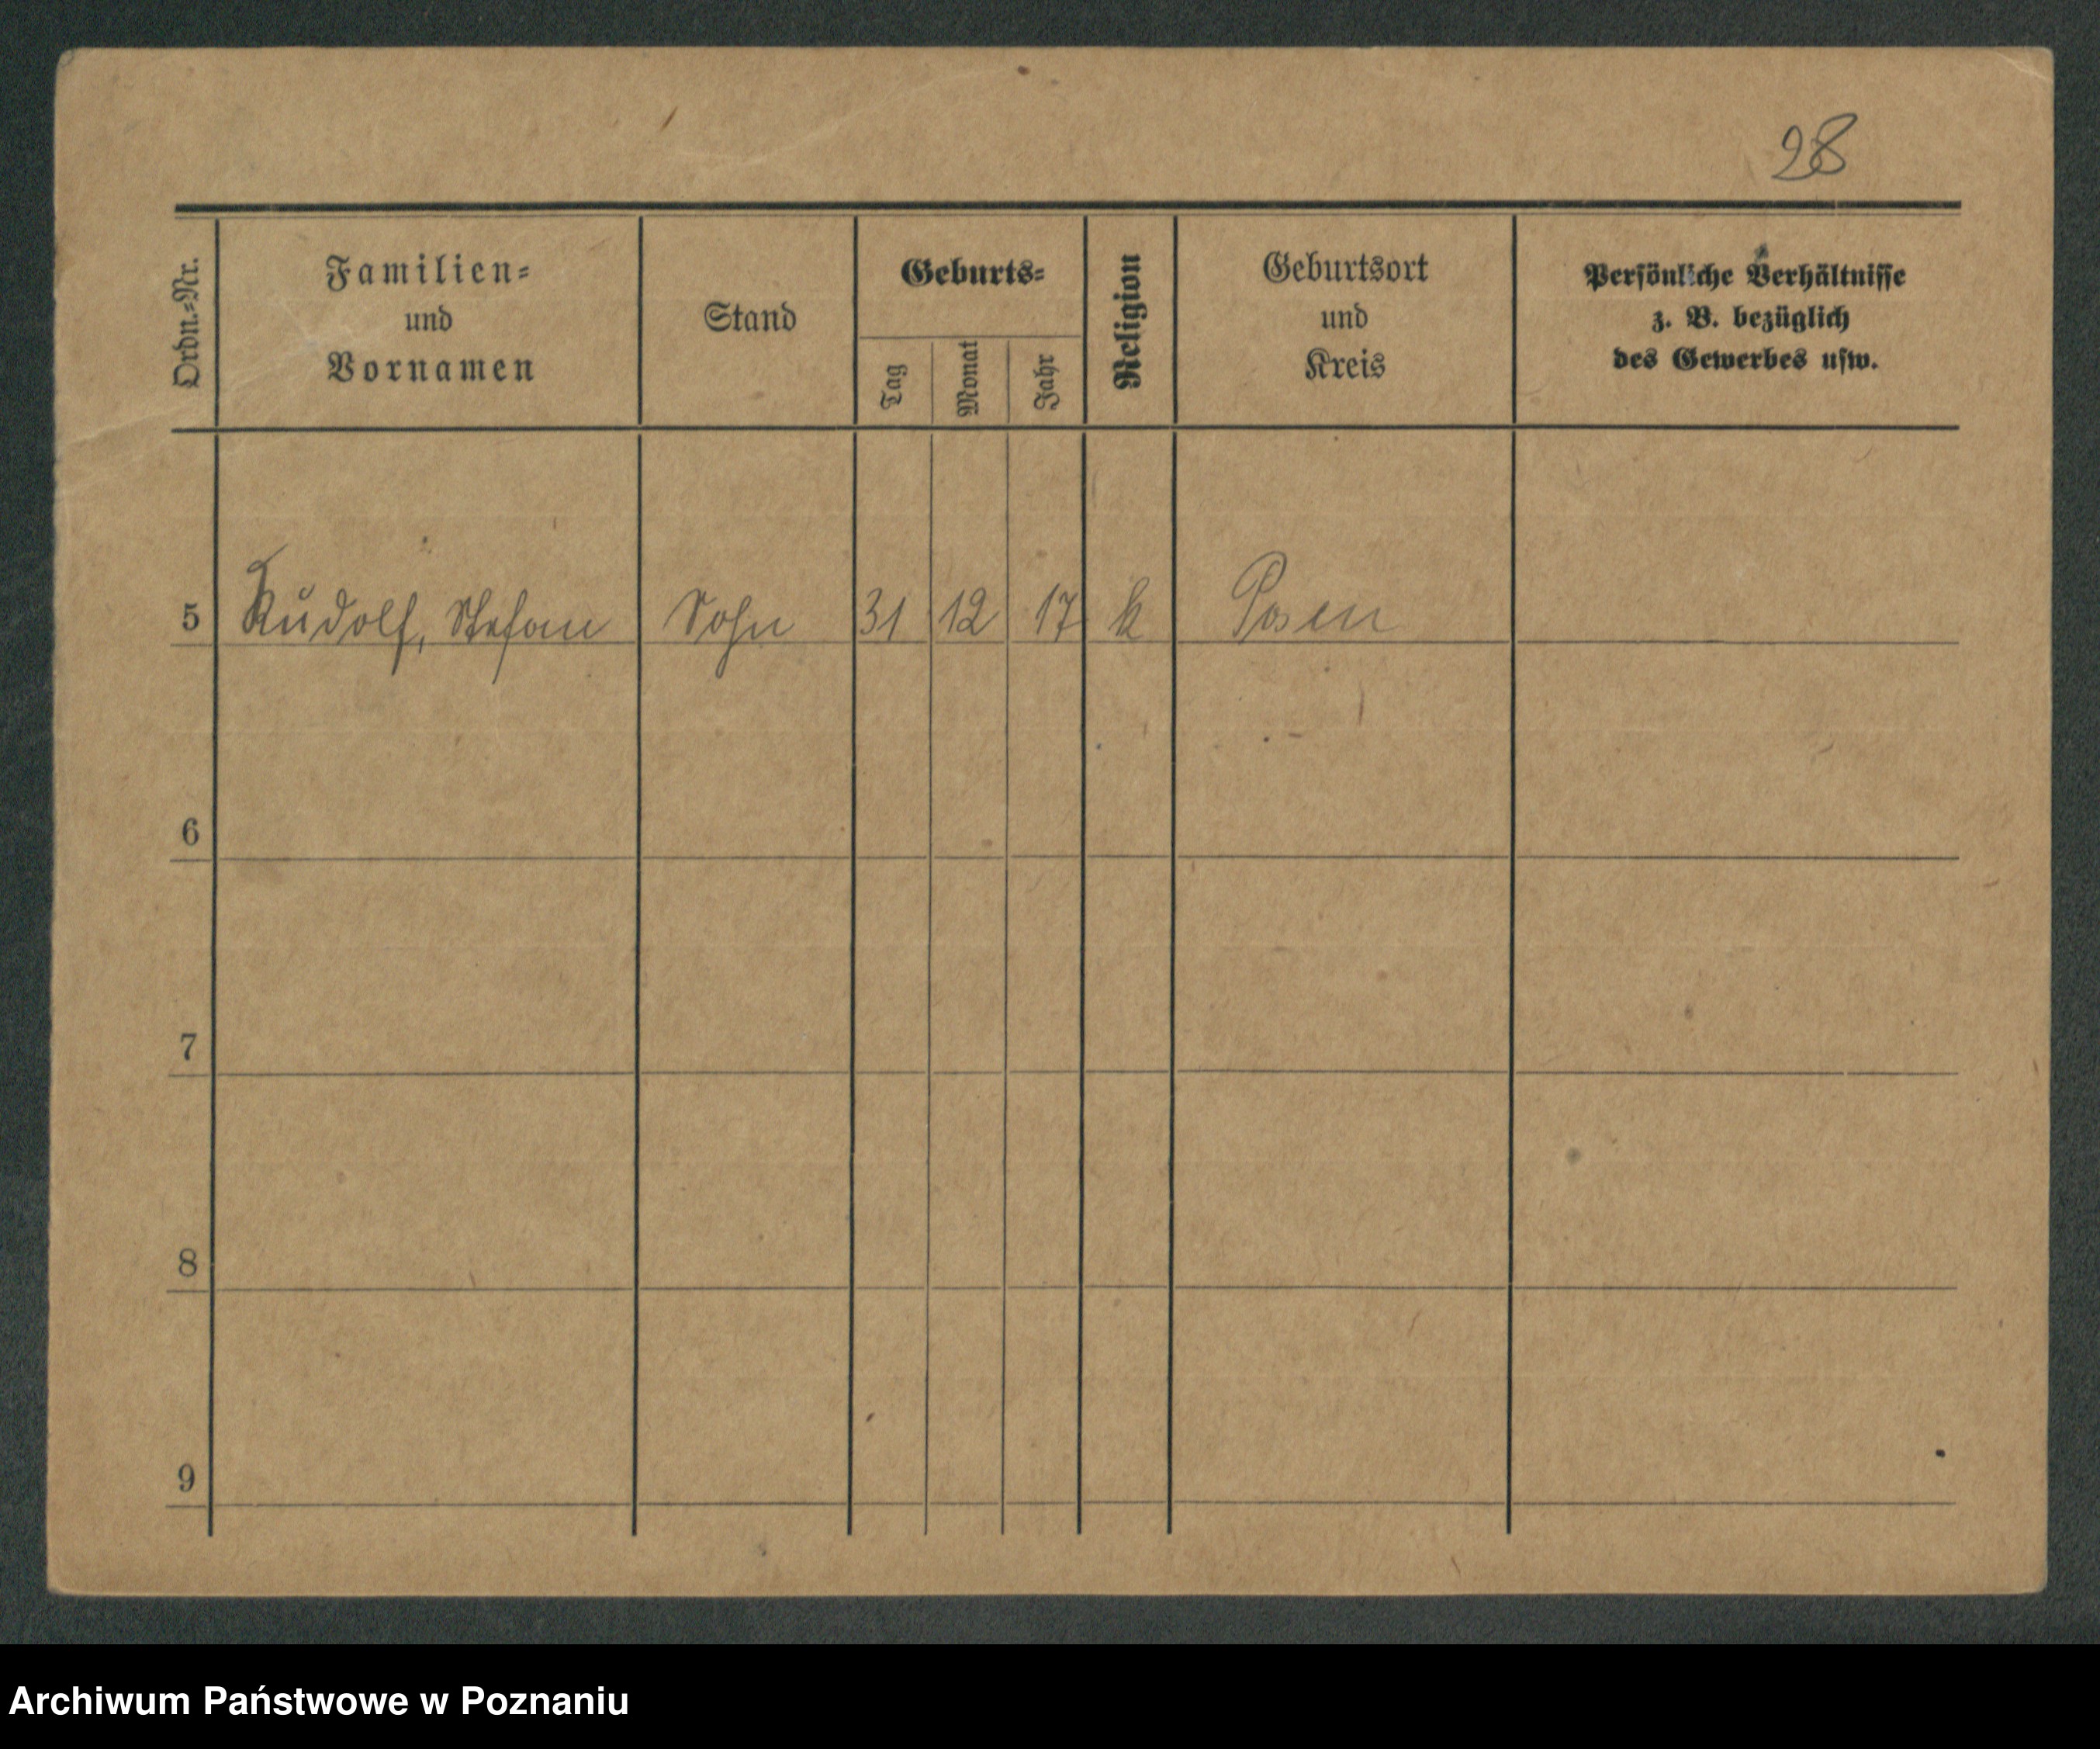 28
Ordn.-Nr.
Familien-
und
Vornamen
Stand
Geburts-
Tag
Monat
Jahr
Religion
Geburtsort
und
Kreis
Persönliche Verhältnisse
z. B. bezüglich
des Gewerbes usw.
5 Rudolf, Stefan Sohn 31 12 17 k Posen
6
7
8
9
Archiwum Państwowe w Poznaniu